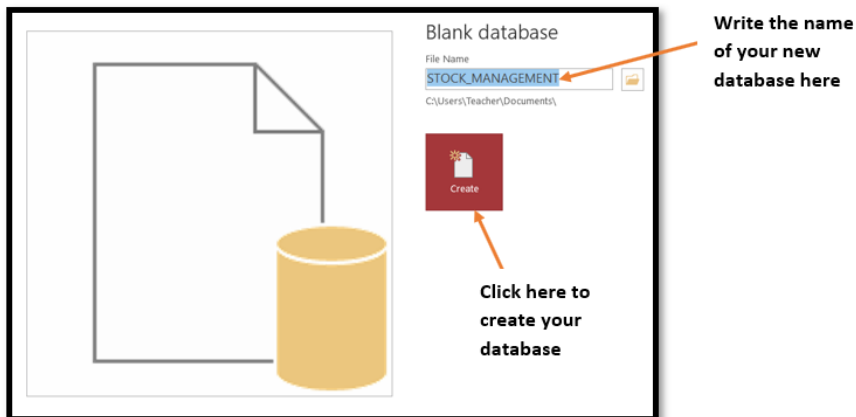 Blank database
File Name
STOCK_MANAGEMENT
C:\Users\Teacher\Documents\
Create
Write the name
of your new
database here
Click here to
create your
database